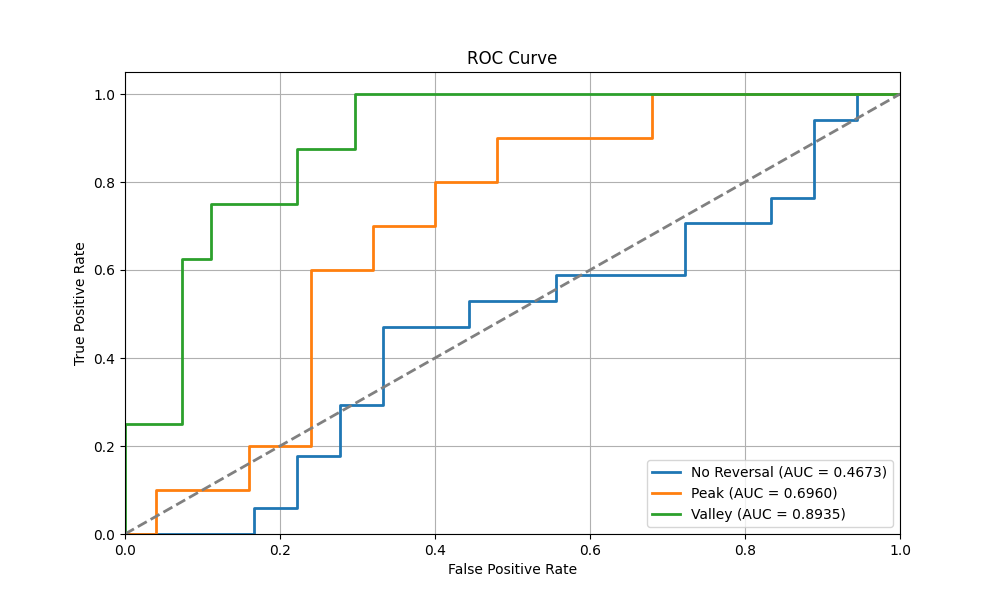 ROC Curve
True Positive Rate
1.0
0.8
0.6
0.4
0.2
0.0
0.0 0.2 0.4 0.6 0.8 1.0
False Positive Rate
No Reversal (AUC = 0.4673)
Peak (AUC = 0.6960)
Valley (AUC = 0.8935)